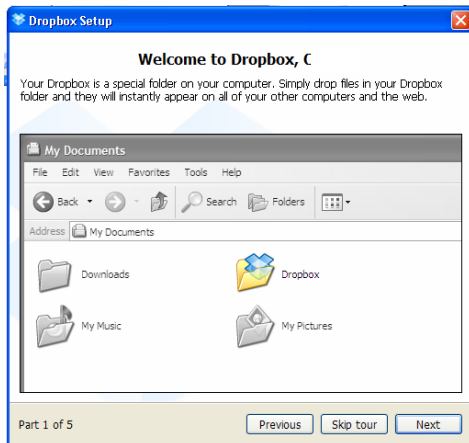 Dropbox Setup
Welcome to Dropbox, C
Your Dropbox is a special folder on your computer. Simply drop files in your Dropbox
folder and they will instantly appear on all of your other computers and the web.
My Documents
File Edit View Favorites Tools Help
Back Search Folders
Address My Documents
Downloads Dropbox
My Music My Pictures
Part 1 of 5 Previous Skip tour Next